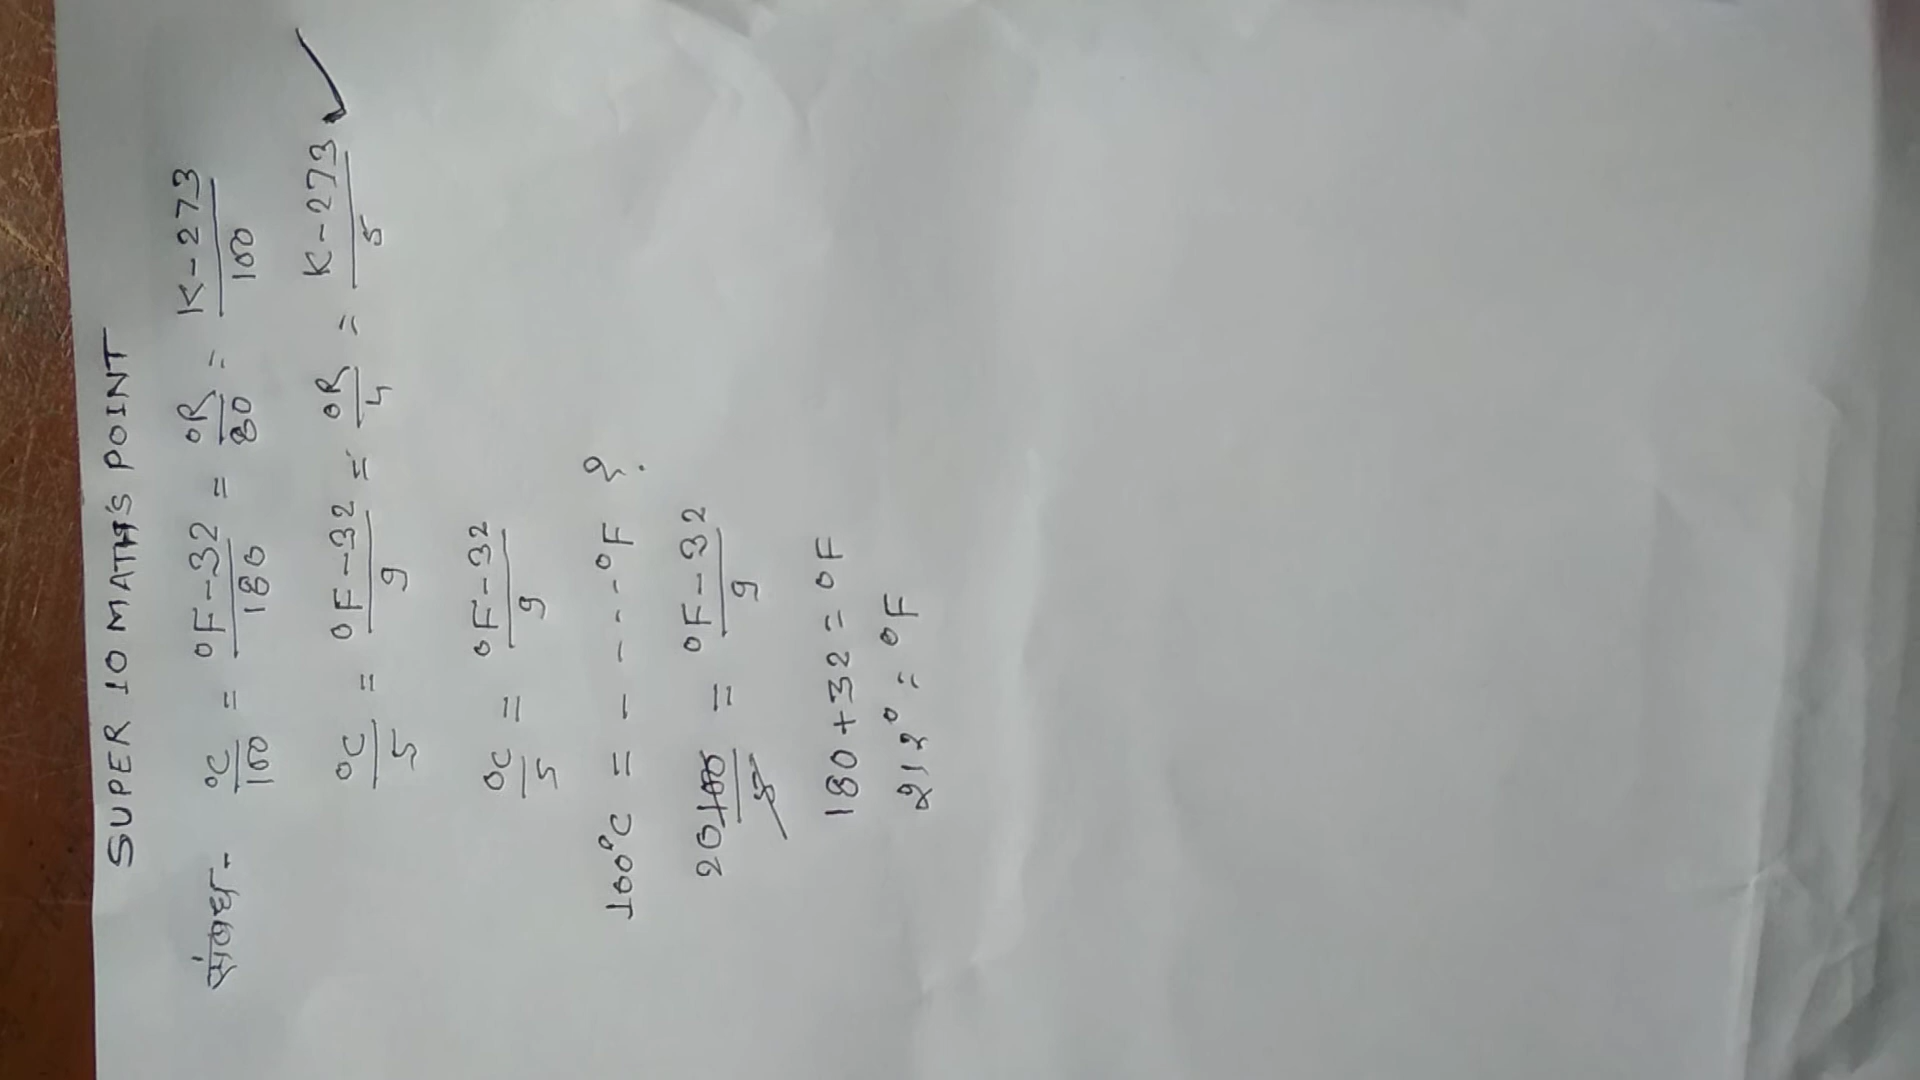 SUPER 10 MATH'S POINT
संबंध - °C/100 = °F-32/180 = °R/80 = K-273/100
°C/5 = °F-32/9 = °R/4 = K-273/5 ✓
°C/5 = °F-32/9
100°C = - - - - °F ?
20 100/5 = °F-32/9
180+32 = °F
212° = °F